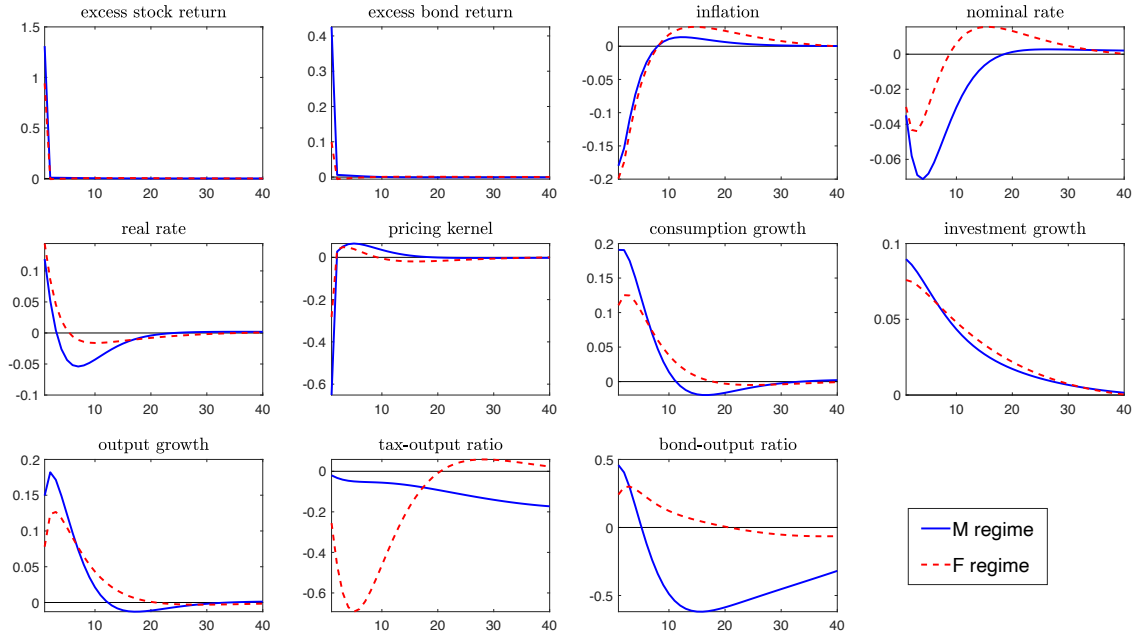 excess stock return
1.5
1
0.5
0
10 20 30 40
excess bond return
0.4
0.3
0.2
0.1
0
10 20 30 40
inflation
0
-0.05
-0.1
-0.15
-0.2
10 20 30 40
nominal rate
0
-0.02
-0.04
-0.06
10 20 30 40
real rate
0.1
0.05
0
-0.05
-0.1
10 20 30 40
pricing kernel
0
-0.2
-0.4
-0.6
10 20 30 40
consumption growth
0.2
0.15
0.1
0.05
0
10 20 30 40
investment growth
0.1
0.05
0
10 20 30 40
output growth
0.2
0.15
0.1
0.05
0
10 20 30 40
tax-output ratio
0
-0.2
-0.4
-0.6
10 20 30 40
bond-output ratio
0.5
0
-0.5
10 20 30 40
M regime
F regime